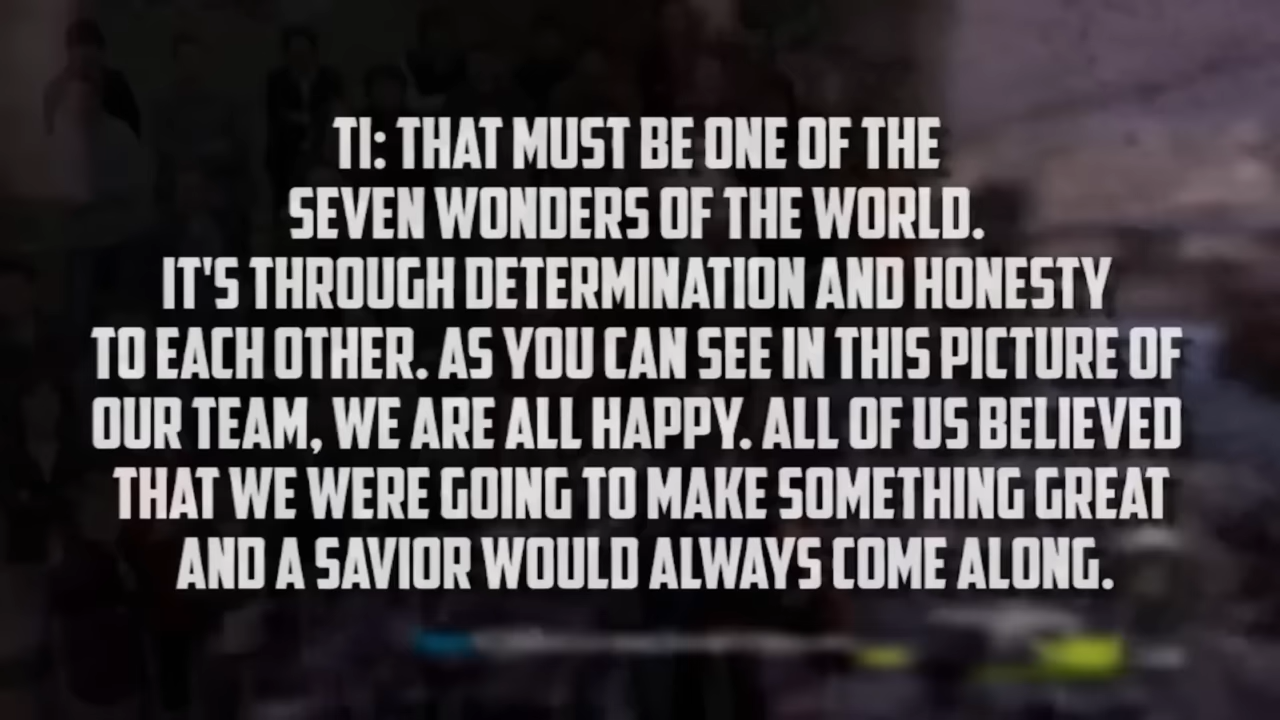 TI: THAT MUST BE ONE OF THE
SEVEN WONDERS OF THE WORLD.
IT'S THROUGH DETERMINATION AND HONESTY
TO EACH OTHER. AS YOU CAN SEE IN THIS PICTURE OF
OUR TEAM, WE ARE ALL HAPPY. ALL OF US BELIEVED
THAT WE WERE GOING TO MAKE SOMETHING GREAT
AND A SAVIOR WOULD ALWAYS COME ALONG.